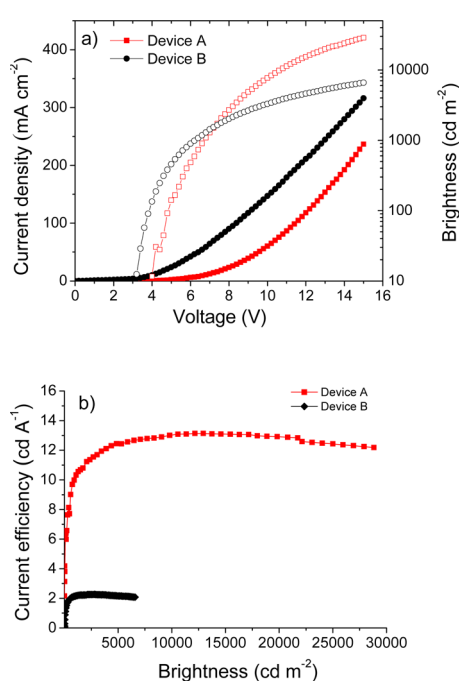 a)
Device A
Device B
Current density (mA cm-2)
400
300
200
100
0
Brightness (cd m-2)
10000
1000
100
10
0 2 4 6 8 10 12 14 16
Voltage (V)
b)
Device A
Device B
Current efficiency (cd A-1)
16
14
12
10
8
6
4
2
0
5000 10000 15000 20000 25000 30000
Brightness (cd m-2)